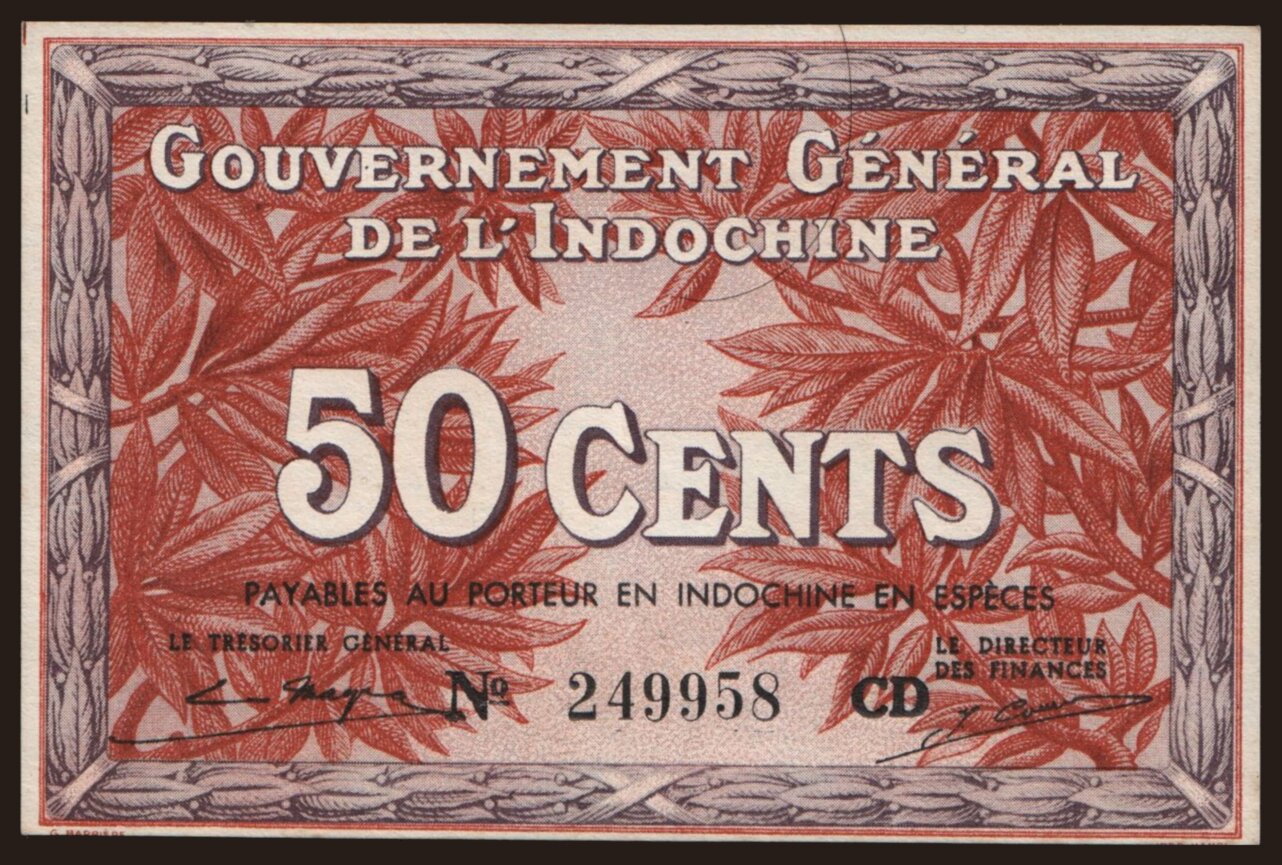 GOUVERNEMENT GÉNÉRAL
DE L'INDOCHINE
50 CENTS
PAYABLES AU PORTEUR EN INDOCHINE EN ESPÈCES
LE TRÉSORIER GÉNÉRAL
LE DIRECTEUR
DES FINANCES
Nº 249958 CD